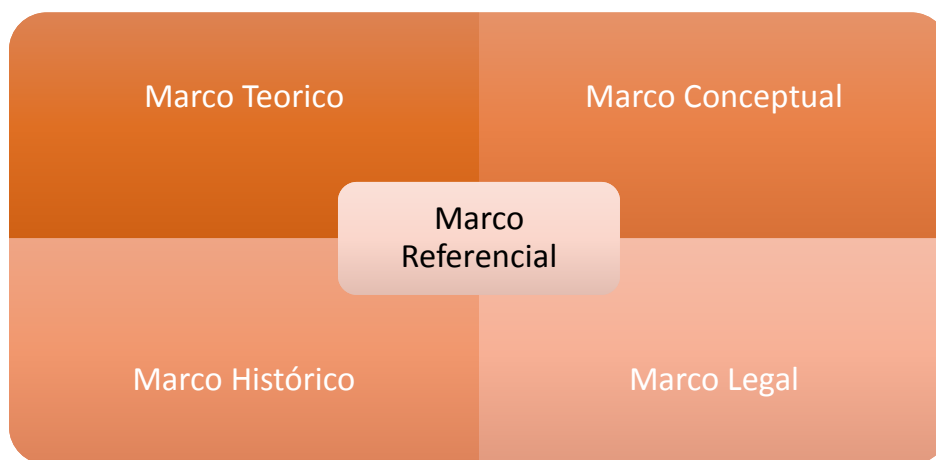 Marco Teorico
Marco Conceptual
Marco
Referencial
Marco Histórico
Marco Legal